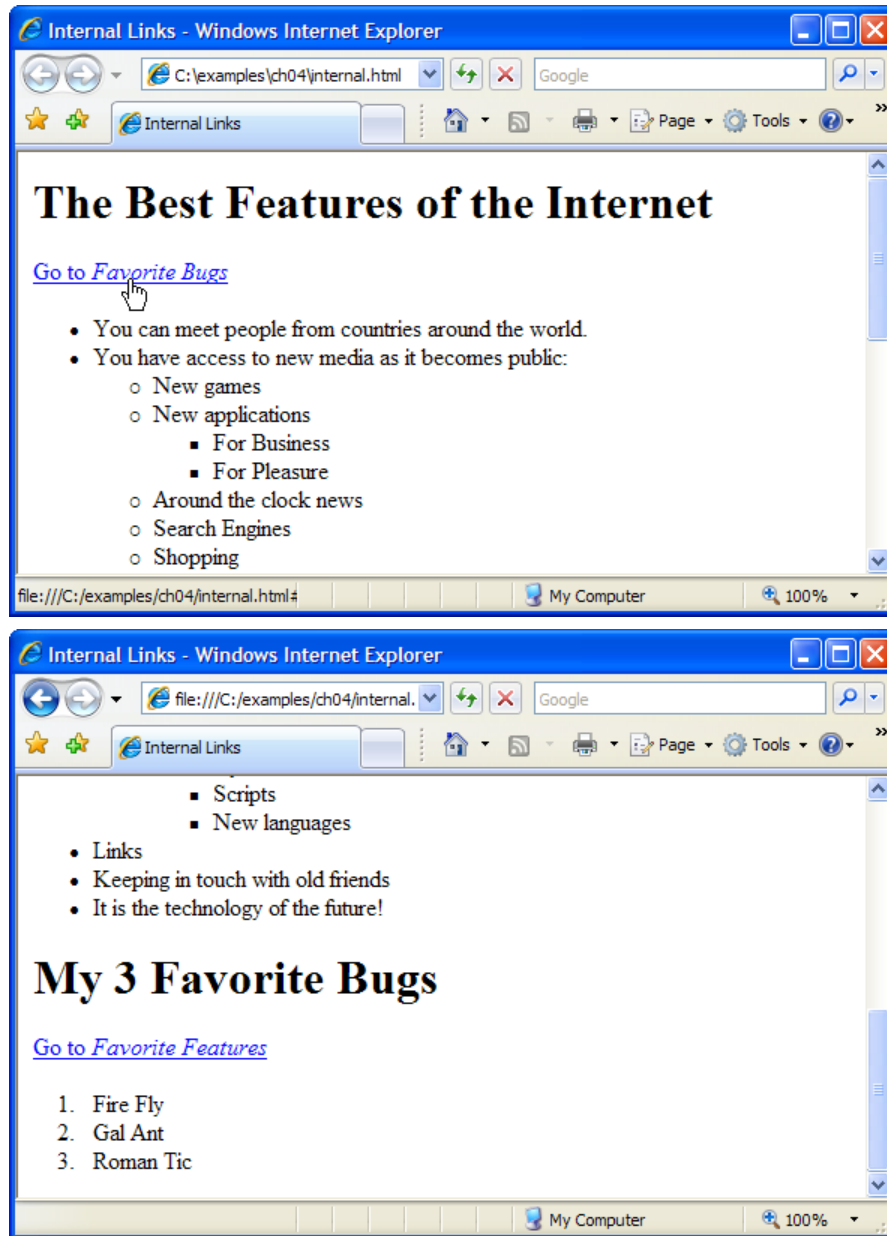 Internal Links - Windows Internet Explorer
C:\examples\ch04\internal.html Google
Internal Links Page Tools »
The Best Features of the Internet
Go to Favorite Bugs
• You can meet people from countries around the world.
• You have access to new media as it becomes public:
○ New games
○ New applications
▪ For Business
▪ For Pleasure
○ Around the clock news
○ Search Engines
○ Shopping
file:///C:/examples/ch04/internal.html# My Computer 100%
Internal Links - Windows Internet Explorer
file:///C:/examples/ch04/internal. Google
Internal Links Page Tools »
▪ Scripts
▪ New languages
• Links
• Keeping in touch with old friends
• It is the technology of the future!
My 3 Favorite Bugs
Go to Favorite Features
1. Fire Fly
2. Gal Ant
3. Roman Tic
My Computer 100%